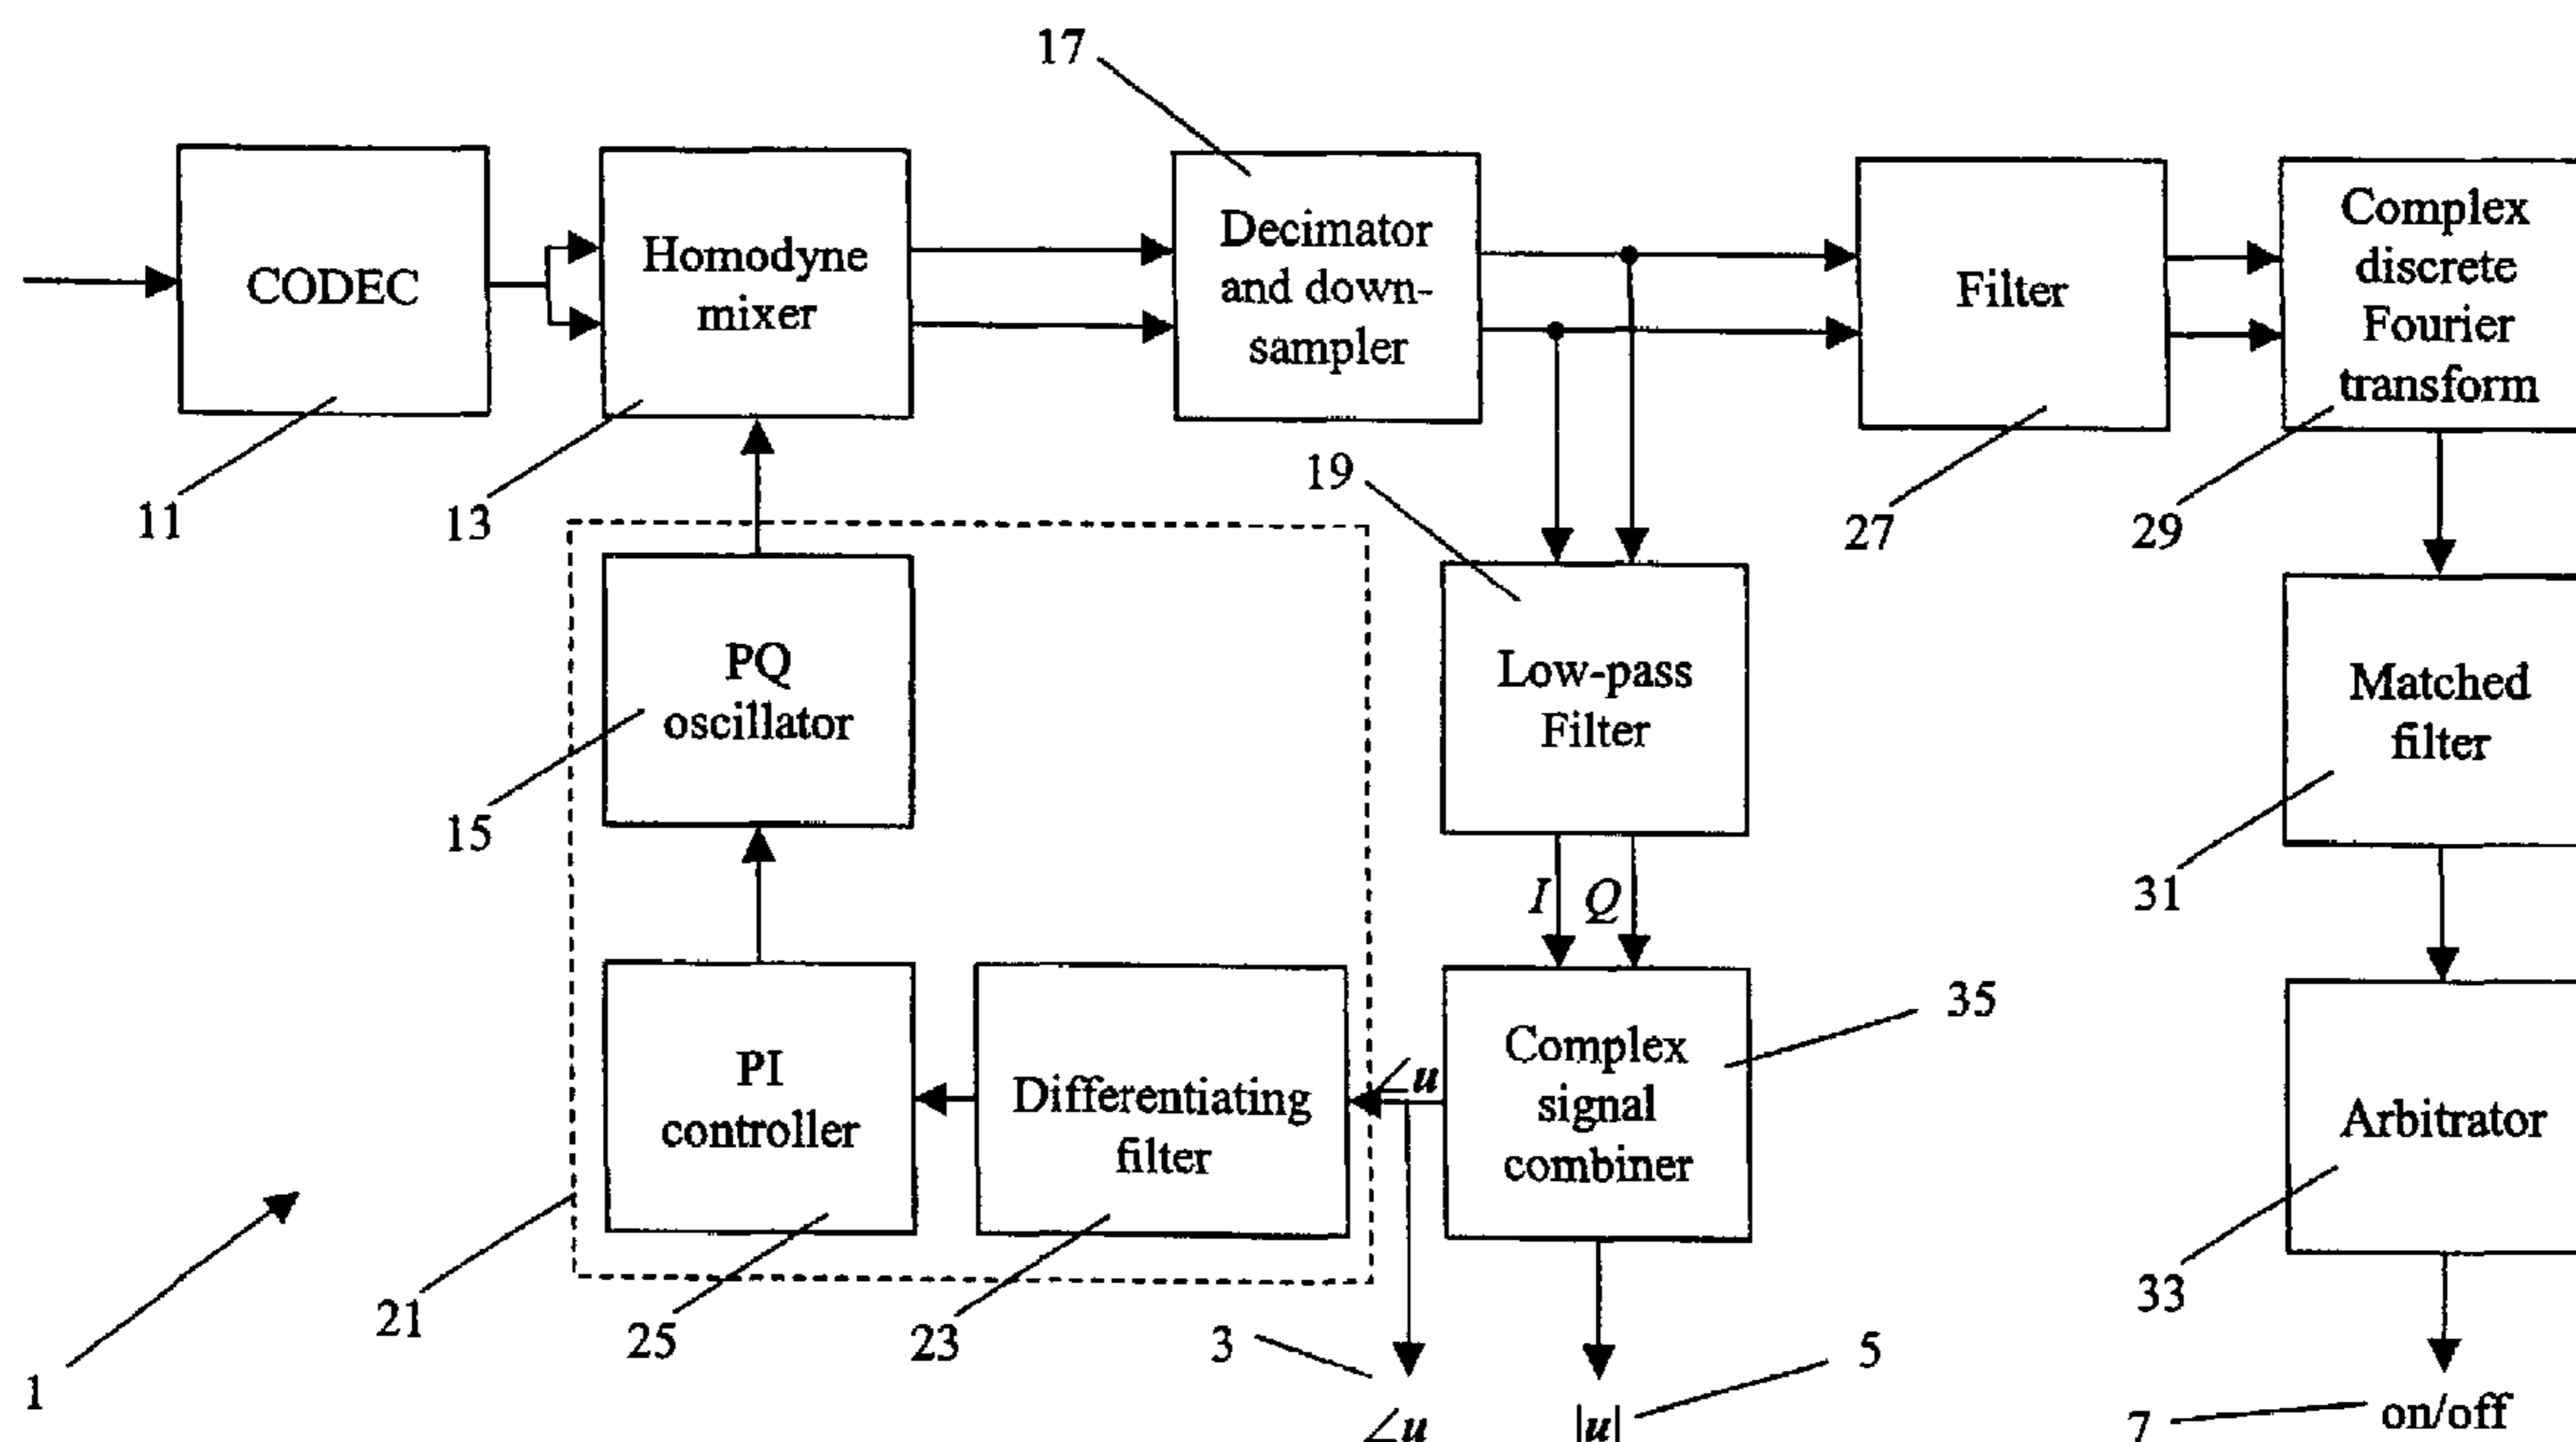 17
CODEC
Homodyne
mixer
Decimator
and down-
sampler
Filter
Complex
discrete
Fourier
transform
11
13
19
27
29
PQ
oscillator
15
Low-pass
Filter
Matched
filter
31
I Q
PI
controller
Differentiating
filter
∠u
Complex
signal
combiner
35
Arbitrator
33
1
21
25
23
3
∠u
5
|u|
7
on/off